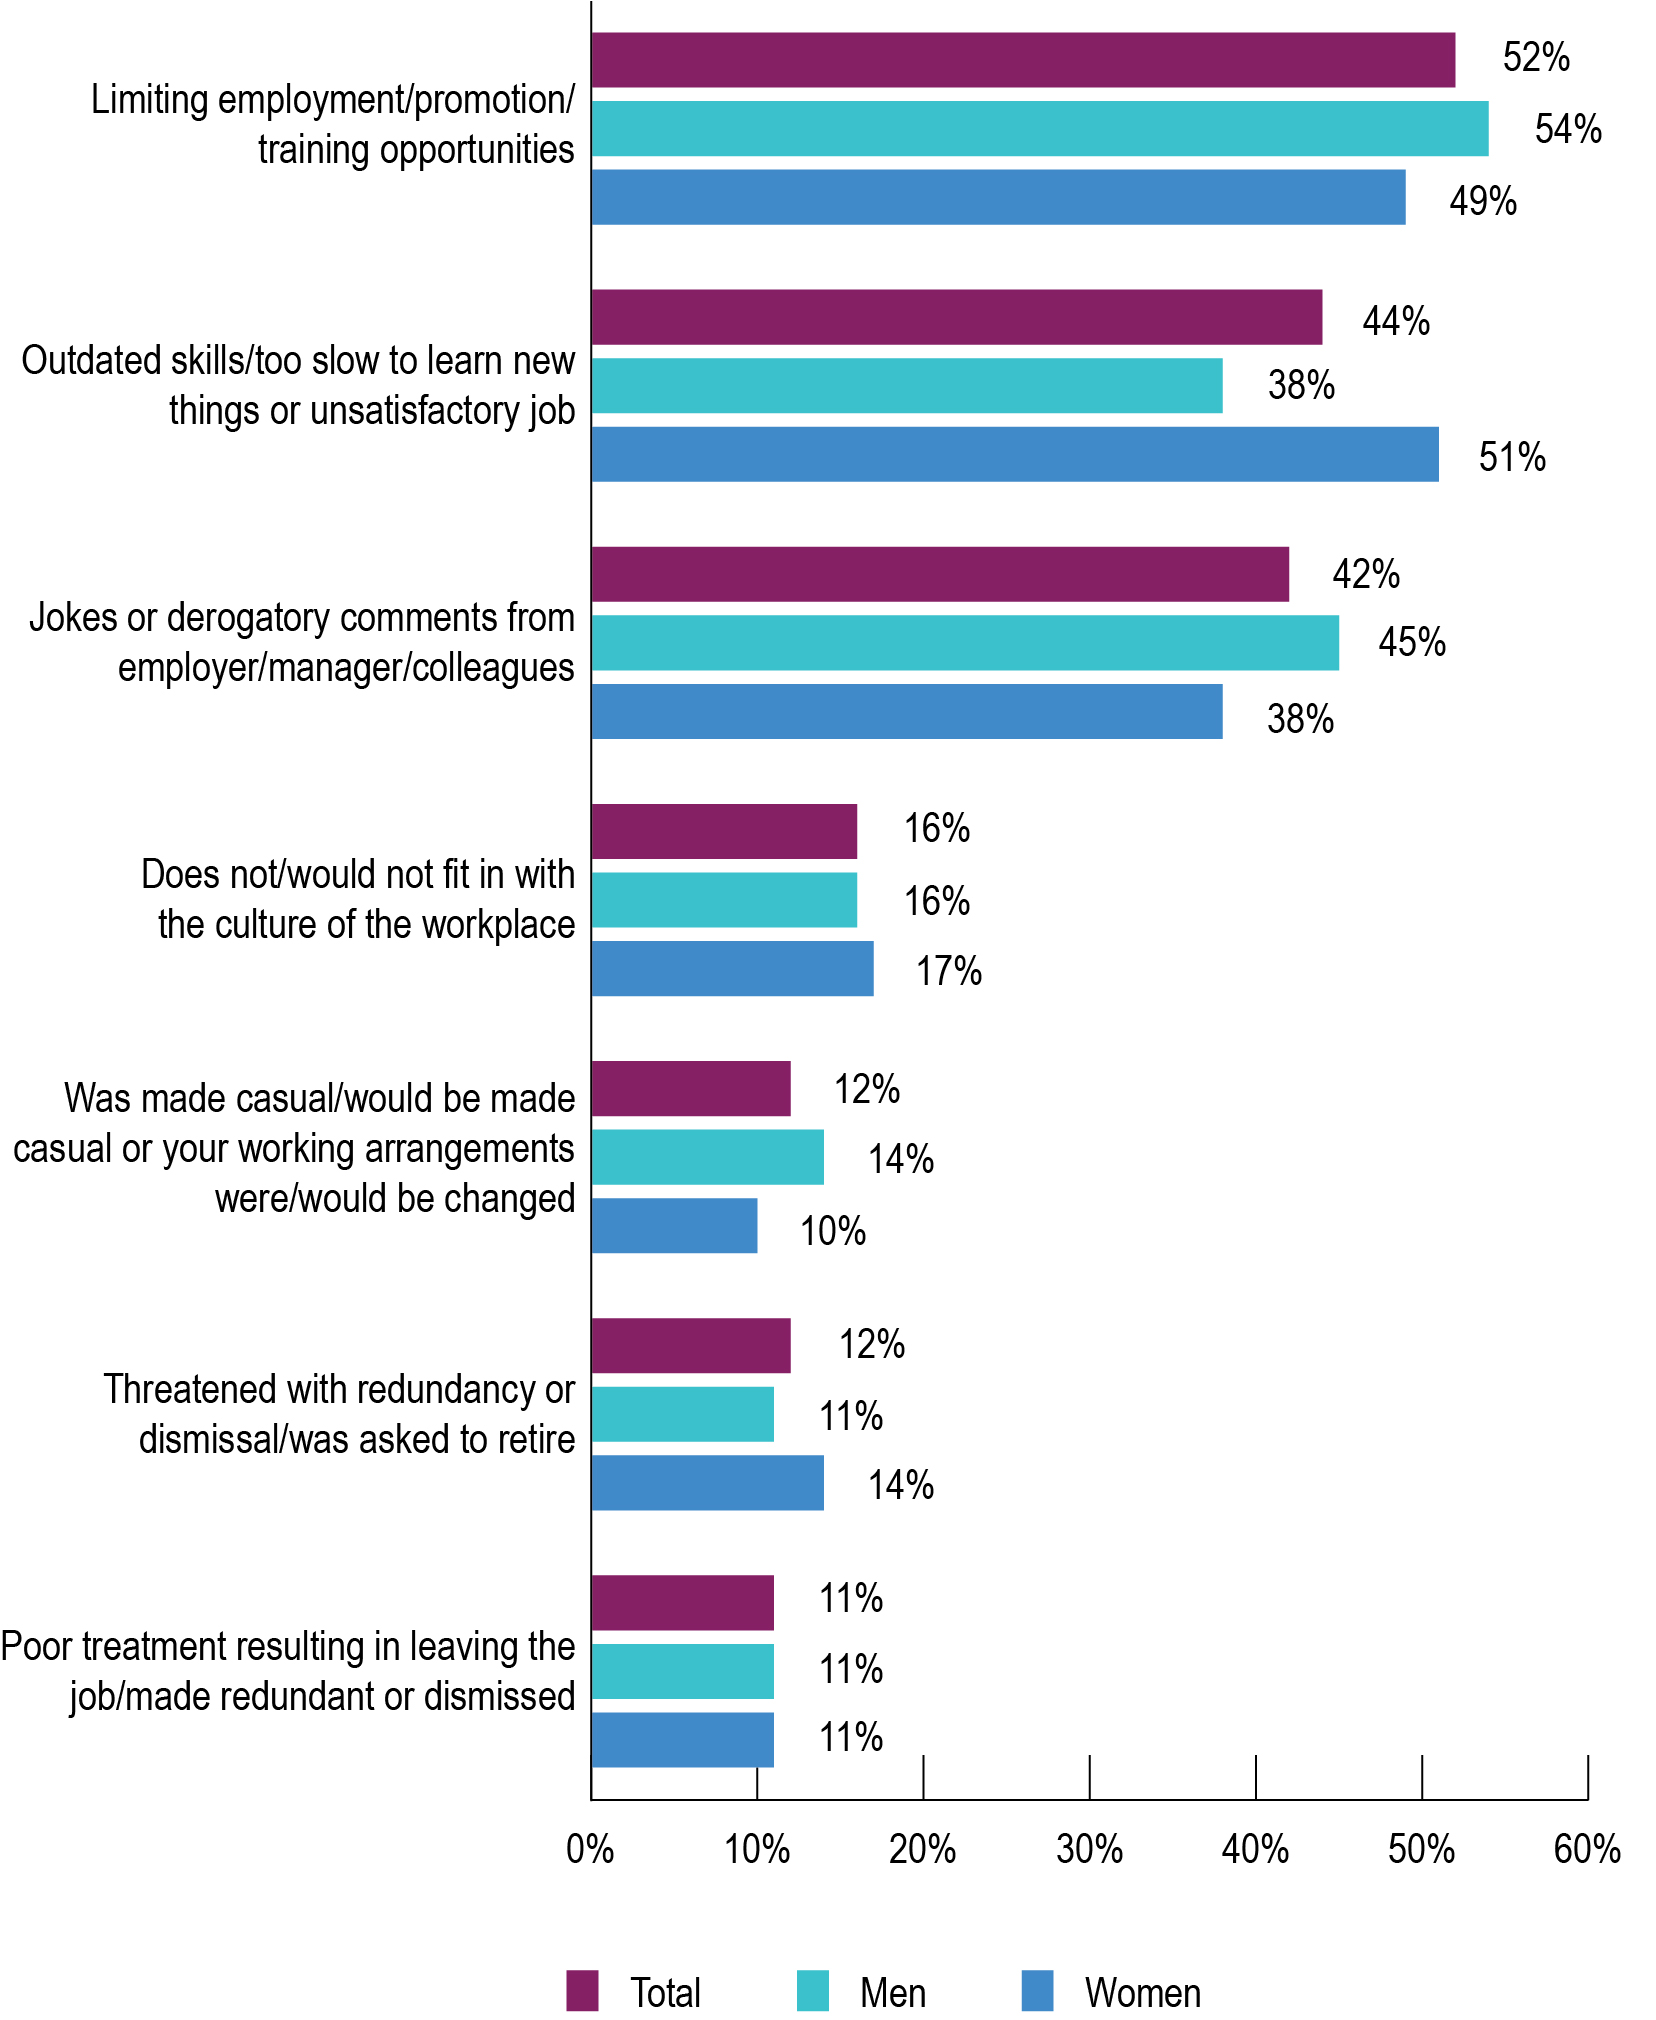 Limiting employment/promotion/
training opportunities
52%
54%
49%
Outdated skills/too slow to learn new
things or unsatisfactory job
44%
38%
51%
Jokes or derogatory comments from
employer/manager/colleagues
42%
45%
38%
Does not/would not fit in with
the culture of the workplace
16%
16%
17%
Was made casual/would be made
casual or your working arrangements
were/would be changed
12%
14%
10%
Threatened with redundancy or
dismissal/was asked to retire
12%
11%
14%
Poor treatment resulting in leaving the
job/made redundant or dismissed
11%
11%
11%
0% 10% 20% 30% 40% 50% 60%
Total Men Women